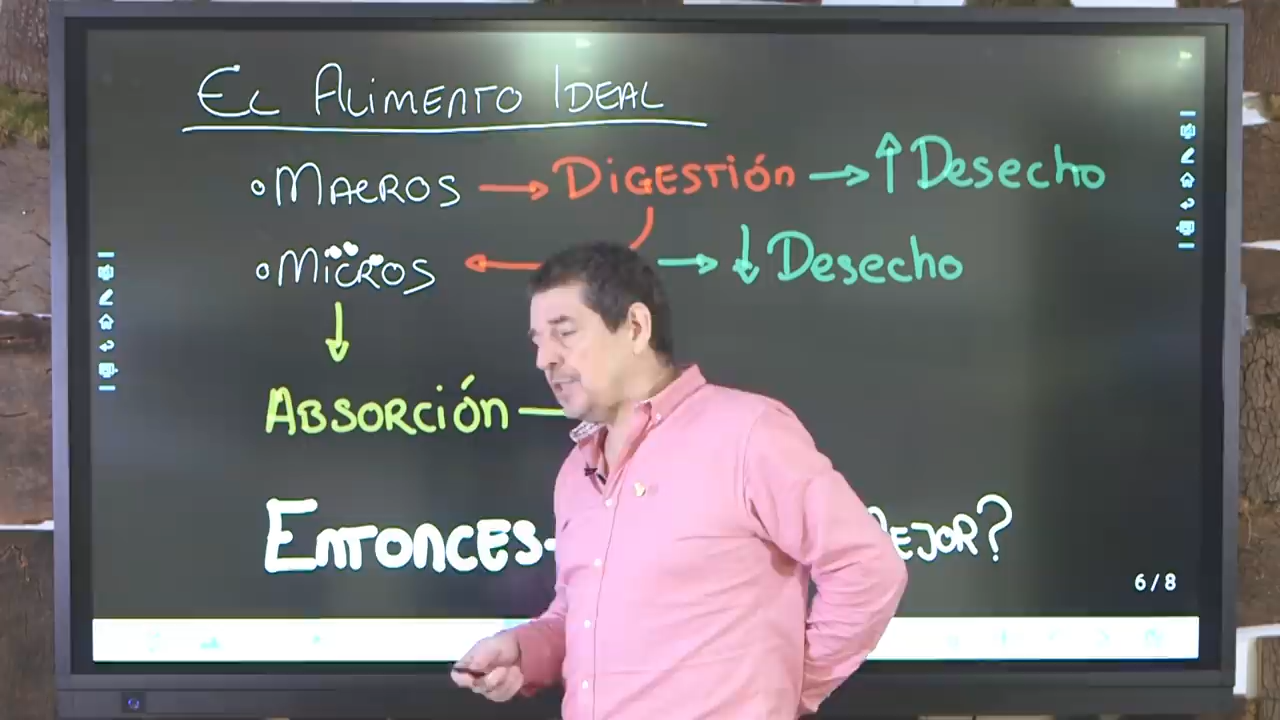 El Alimento Ideal
Macros → Digestión → ↑ Desecho
Micros ← → ↓ Desecho
↓
Absorción —
Entonces- ejor?
6/8